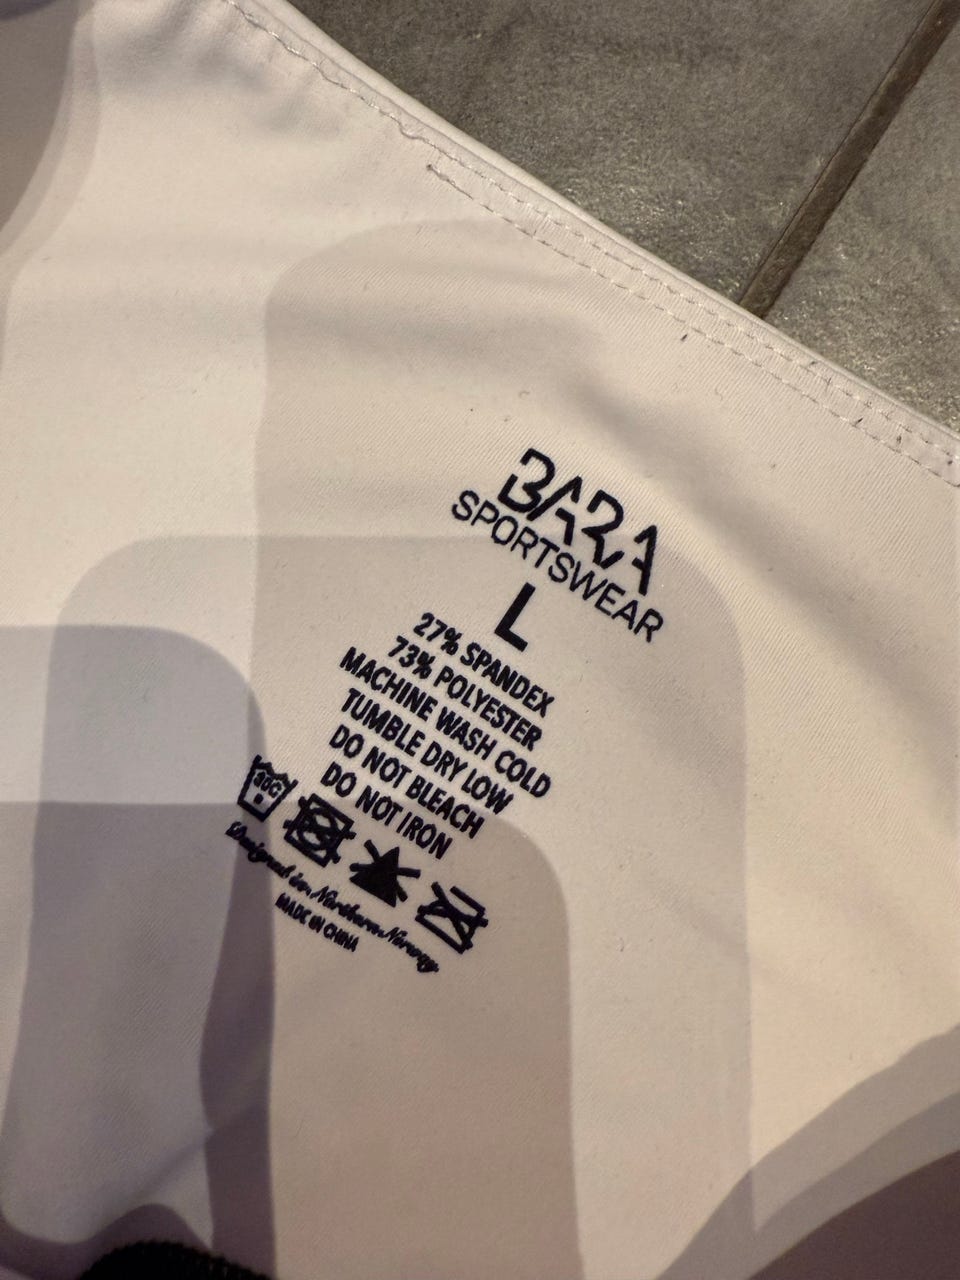 BARA
SPORTSWEAR
L
27% SPANDEX
73% POLYESTER
MACHINE WASH COLD
TUMBLE DRY LOW
DO NOT BLEACH
DO NOT IRON
30C
Designed in Northern Norway
MADE IN CHINA